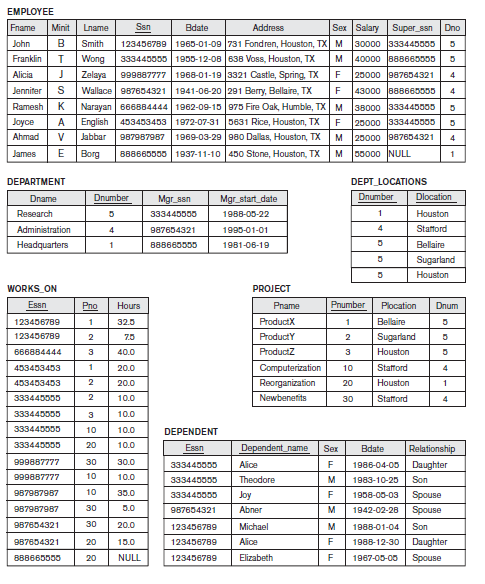 EMPLOYEE
Fname Minit Lname Ssn Bdate Address Sex Salary Super_ssn Dno
John B Smith 123456789 1965-01-09 731 Fondren, Houston, TX M 30000 333445555 5
Franklin T Wong 333445555 1955-12-08 638 Voss, Houston, TX M 40000 888665555 5
Alicia J Zelaya 999887777 1968-01-19 3321 Castle, Spring, TX F 25000 987654321 4
Jennifer S Wallace 987654321 1941-06-20 291 Berry, Bellaire, TX F 43000 888665555 4
Ramesh K Narayan 666884444 1962-09-15 975 Fire Oak, Humble, TX M 38000 333445555 5
Joyce A English 453453453 1972-07-31 5631 Rice, Houston, TX F 25000 333445555 5
Ahmad V Jabbar 987987987 1969-03-29 980 Dallas, Houston, TX M 25000 987654321 4
James E Borg 888665555 1937-11-10 450 Stone, Houston, TX M 55000 NULL 1
DEPARTMENT
Dname Dnumber Mgr_ssn Mgr_start_date
Research 5 333445555 1988-05-22
Administration 4 987654321 1995-01-01
Headquarters 1 888665555 1981-06-19
DEPT_LOCATIONS
Dnumber Dlocation
1 Houston
4 Stafford
5 Bellaire
5 Sugarland
5 Houston
WORKS_ON
Essn Pno Hours
123456789 1 32.5
123456789 2 7.5
666884444 3 40.0
453453453 1 20.0
453453453 2 20.0
333445555 2 10.0
333445555 3 10.0
333445555 10 10.0
333445555 20 10.0
999887777 30 30.0
999887777 10 10.0
987987987 10 35.0
987987987 30 5.0
987654321 30 20.0
987654321 20 15.0
888665555 20 NULL
PROJECT
Pname Pnumber Plocation Dnum
ProductX 1 Bellaire 5
ProductY 2 Sugarland 5
ProductZ 3 Houston 5
Computerization 10 Stafford 4
Reorganization 20 Houston 1
Newbenefits 30 Stafford 4
DEPENDENT
Essn Dependent_name Sex Bdate Relationship
333445555 Alice F 1986-04-05 Daughter
333445555 Theodore M 1983-10-25 Son
333445555 Joy F 1958-05-03 Spouse
987654321 Abner M 1942-02-28 Spouse
123456789 Michael M 1988-01-04 Son
123456789 Alice F 1988-12-30 Daughter
123456789 Elizabeth F 1967-05-05 Spouse